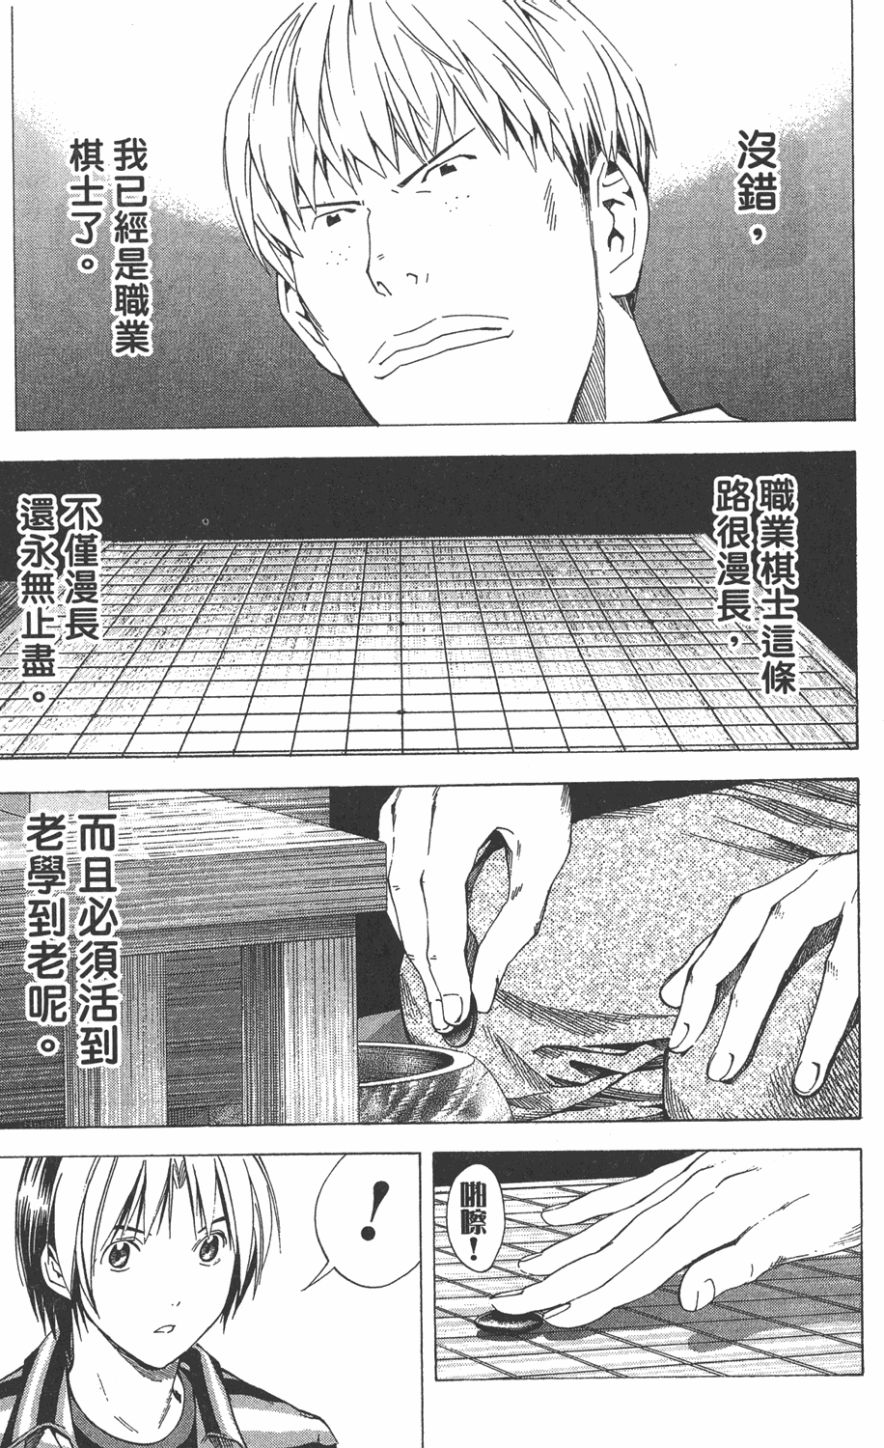 沒錯，
我已經是職業
棋士了。
職業棋士這條
路很漫長，
不僅漫長
還永無止盡。
而且必須活到
老學到老呢。
啪嚓！
！